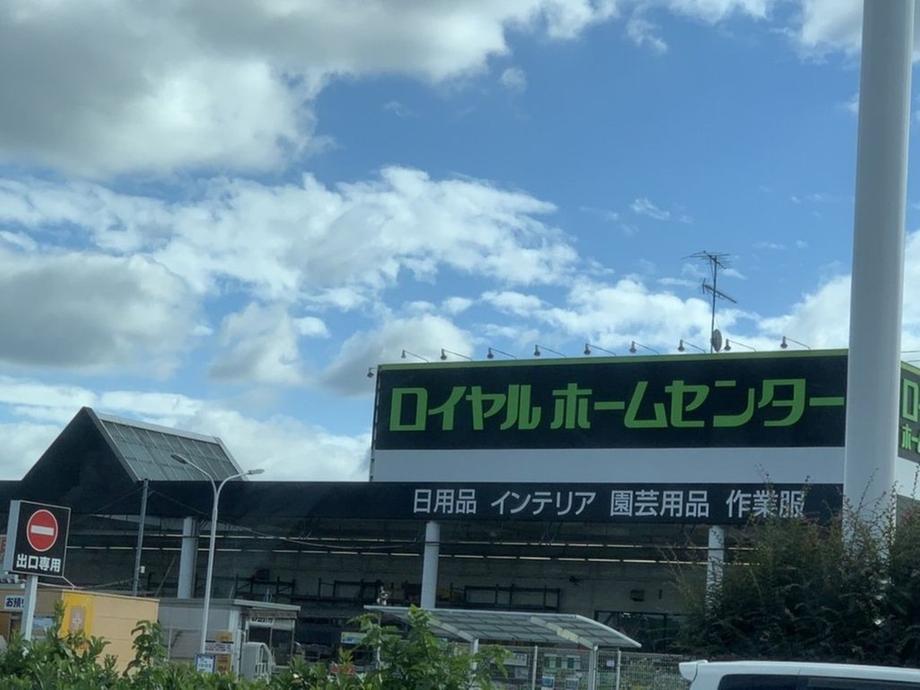 ロイヤルホームセンター
日用品 インテリア 園芸用品 作業服
出口専用